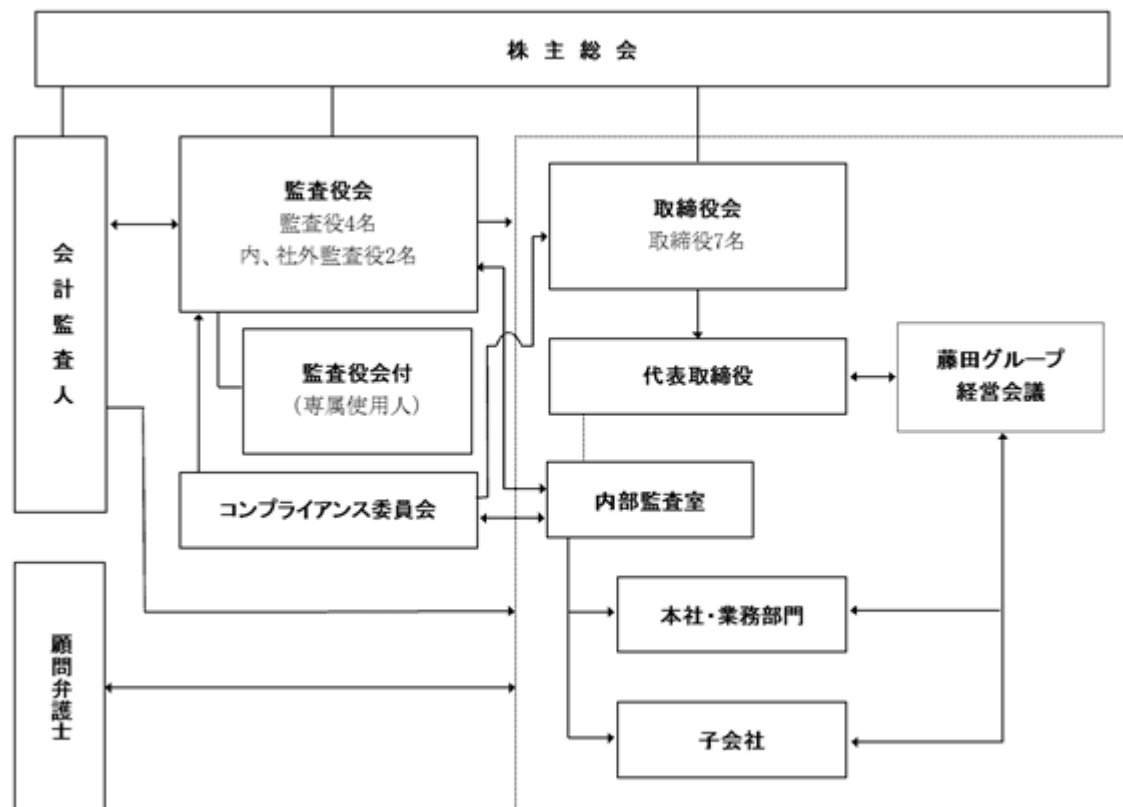 株主総会
会計監査人
監査役会
監査役4名
内、社外監査役2名
取締役会
取締役7名
監査役会付
(専属使用人)
代表取締役
藤田グループ
経営会議
コンプライアンス委員会
内部監査室
本社・業務部門
顧問弁護士
子会社